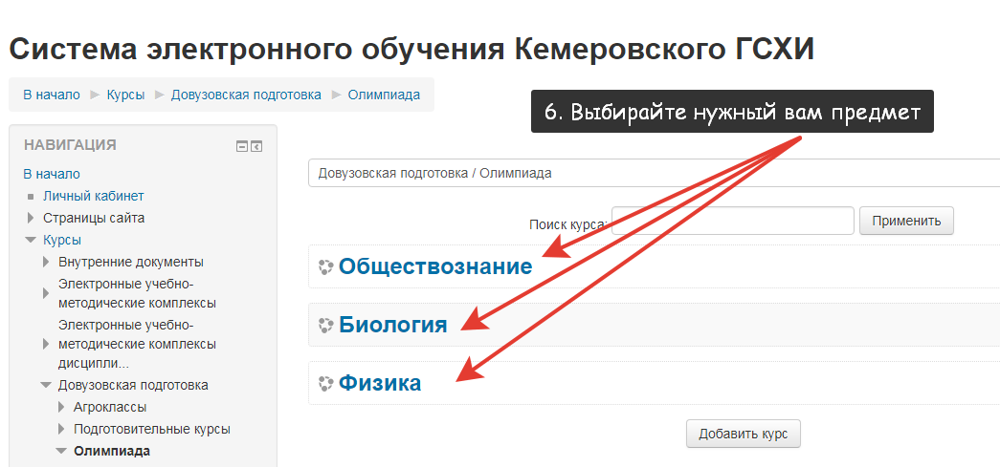 Система электронного обучения Кемеровского ГСХИ
В начало ► Курсы ► Довузовская подготовка ► Олимпиада
6. Выбирайте нужный вам предмет
НАВИГАЦИЯ
В начало
Личный кабинет
Страницы сайта
Курсы
Внутренние документы
Электронные учебно-
методические комплексы
Электронные учебно-
методические комплексы
дисципли...
Довузовская подготовка
Агроклассы
Подготовительные курсы
Олимпиада
Довузовская подготовка / Олимпиада
Поиск курса:
Применить
Обществознание
Биология
Физика
Добавить курс